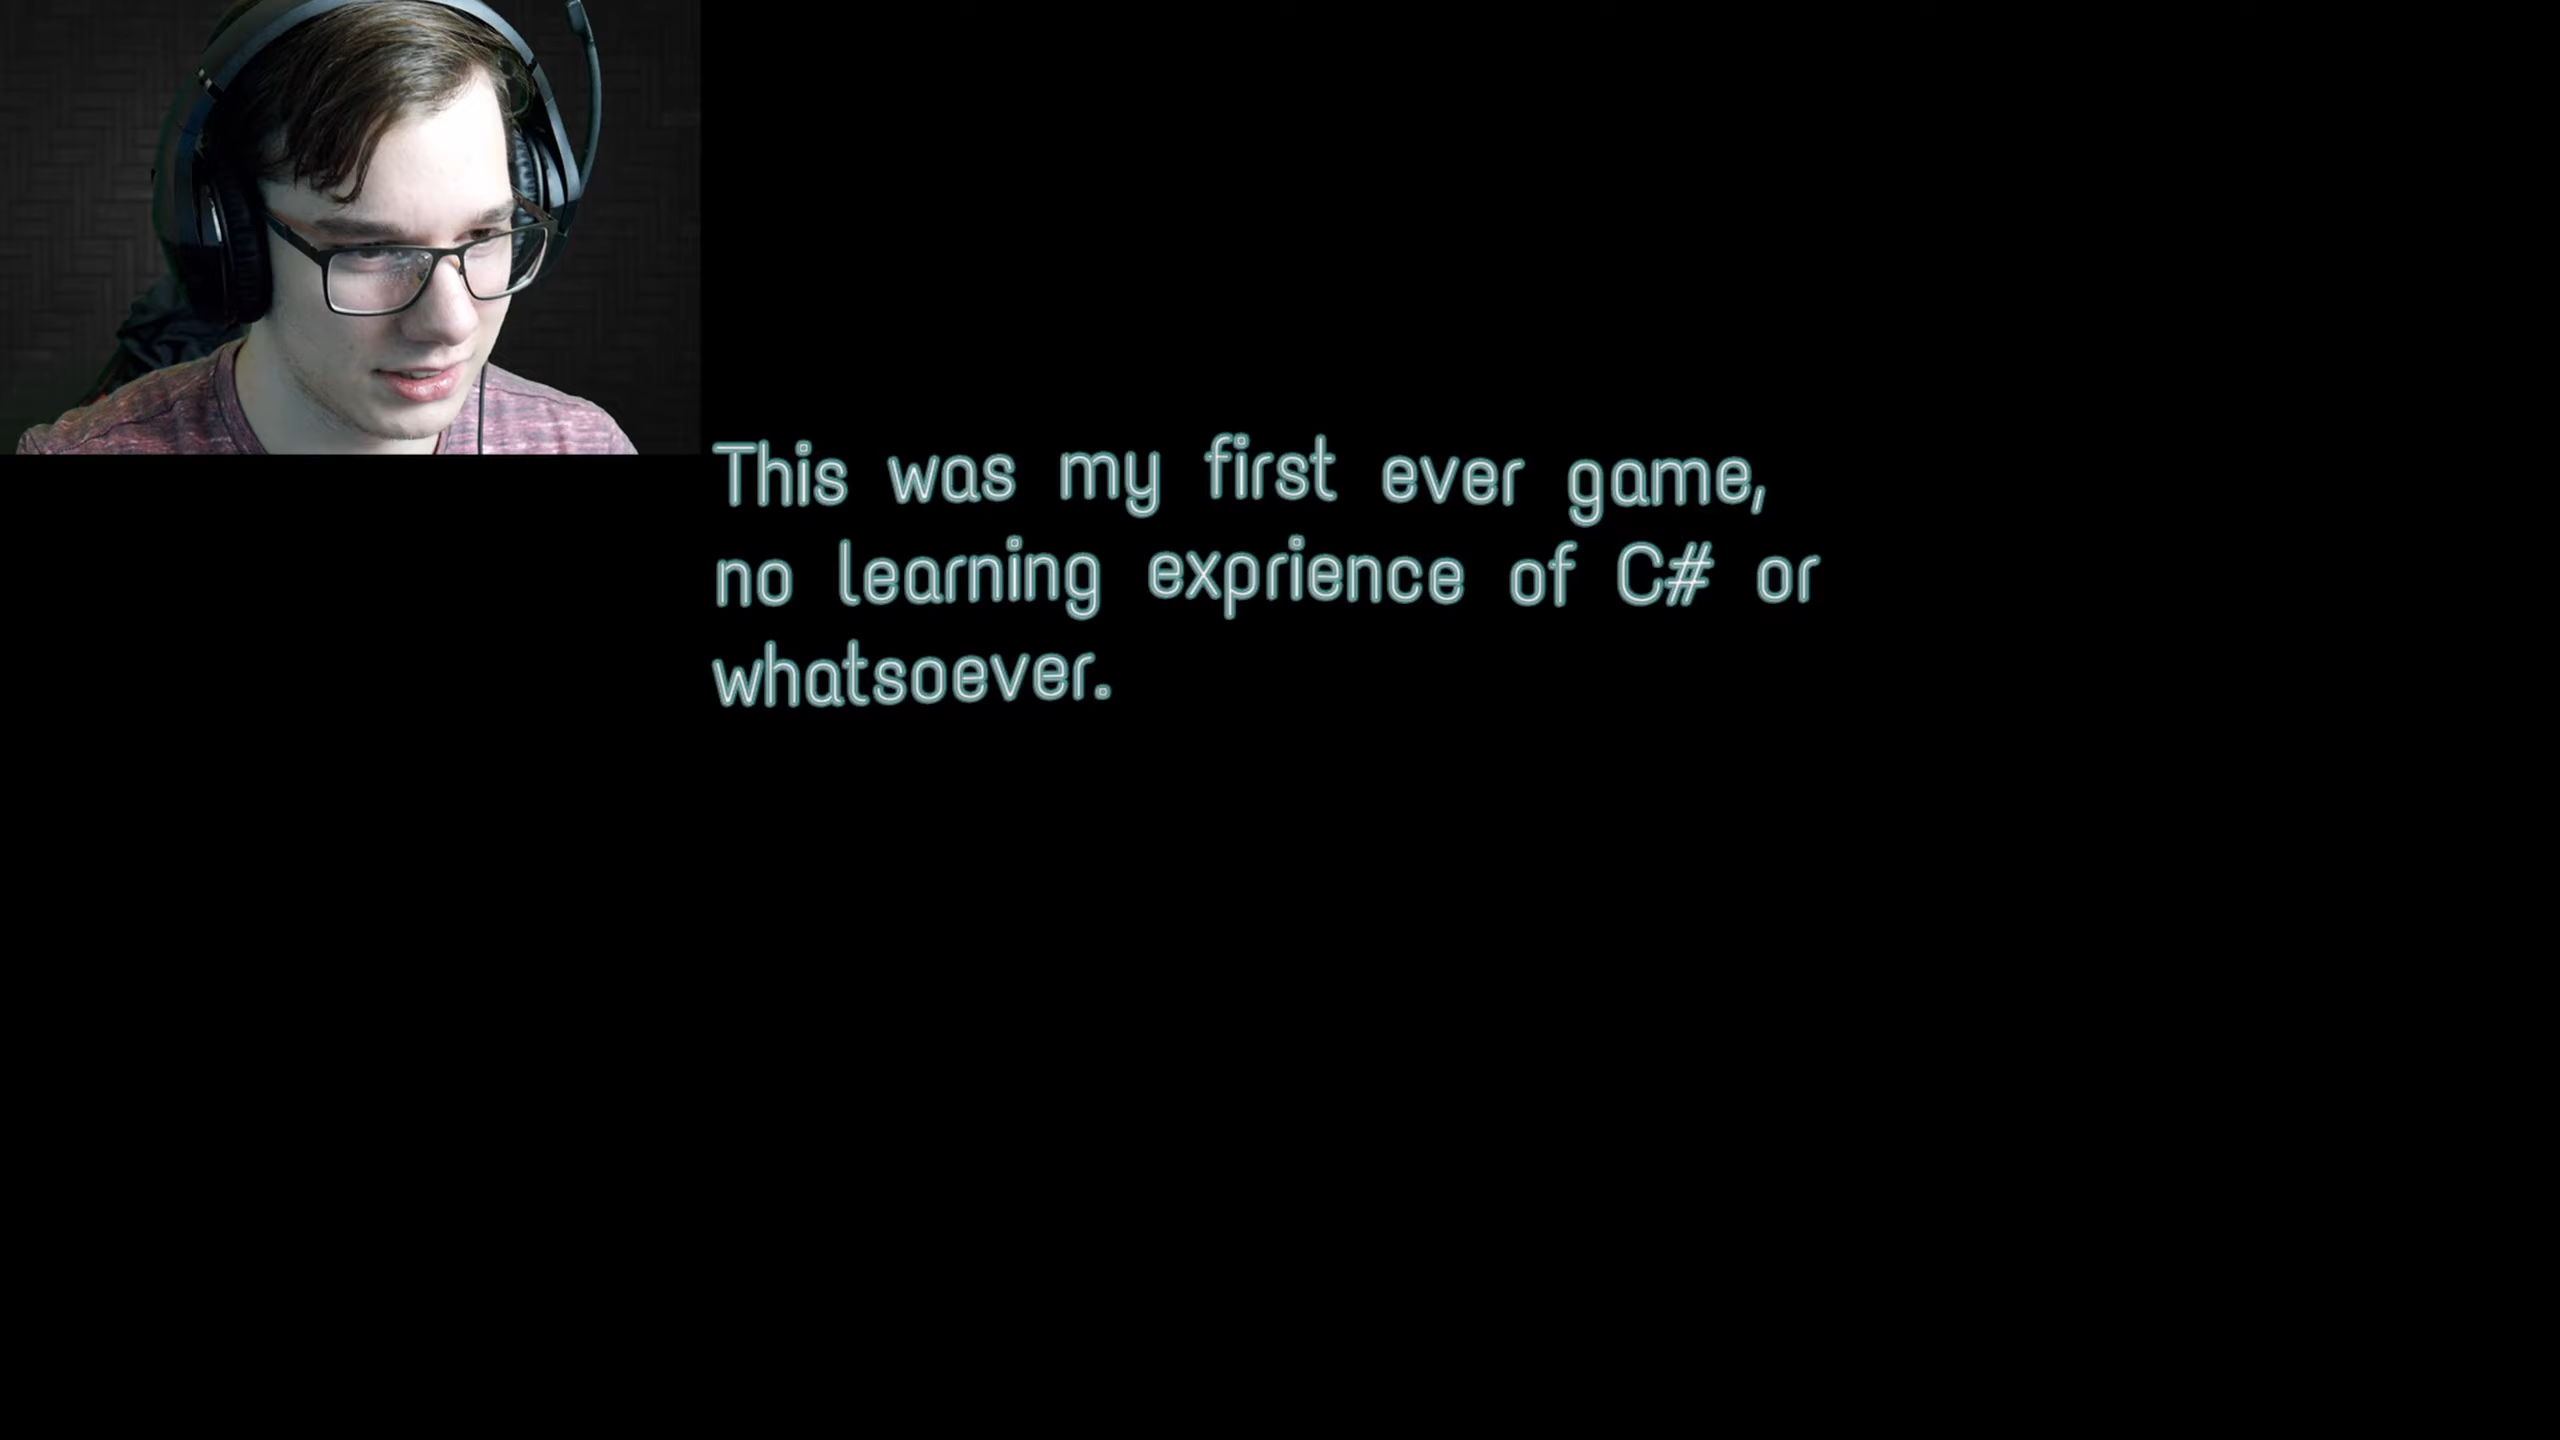 This was my first ever game,
no learning exprience of C# or
whatsoever.